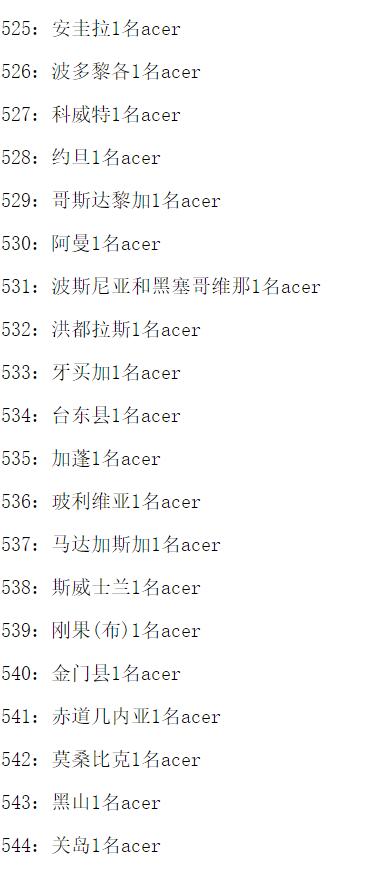 525: 安圭拉1名acer
526: 波多黎各1名acer
527: 科威特1名acer
528: 约旦1名acer
529: 哥斯达黎加1名acer
530: 阿曼1名acer
531: 波斯尼亚和黑塞哥维那1名acer
532: 洪都拉斯1名acer
533: 牙买加1名acer
534: 台东县1名acer
535: 加蓬1名acer
536: 玻利维亚1名acer
537: 马达加斯加1名acer
538: 斯威士兰1名acer
539: 刚果(布)1名acer
540: 金门县1名acer
541: 赤道几内亚1名acer
542: 莫桑比克1名acer
543: 黑山1名acer
544: 关岛1名acer